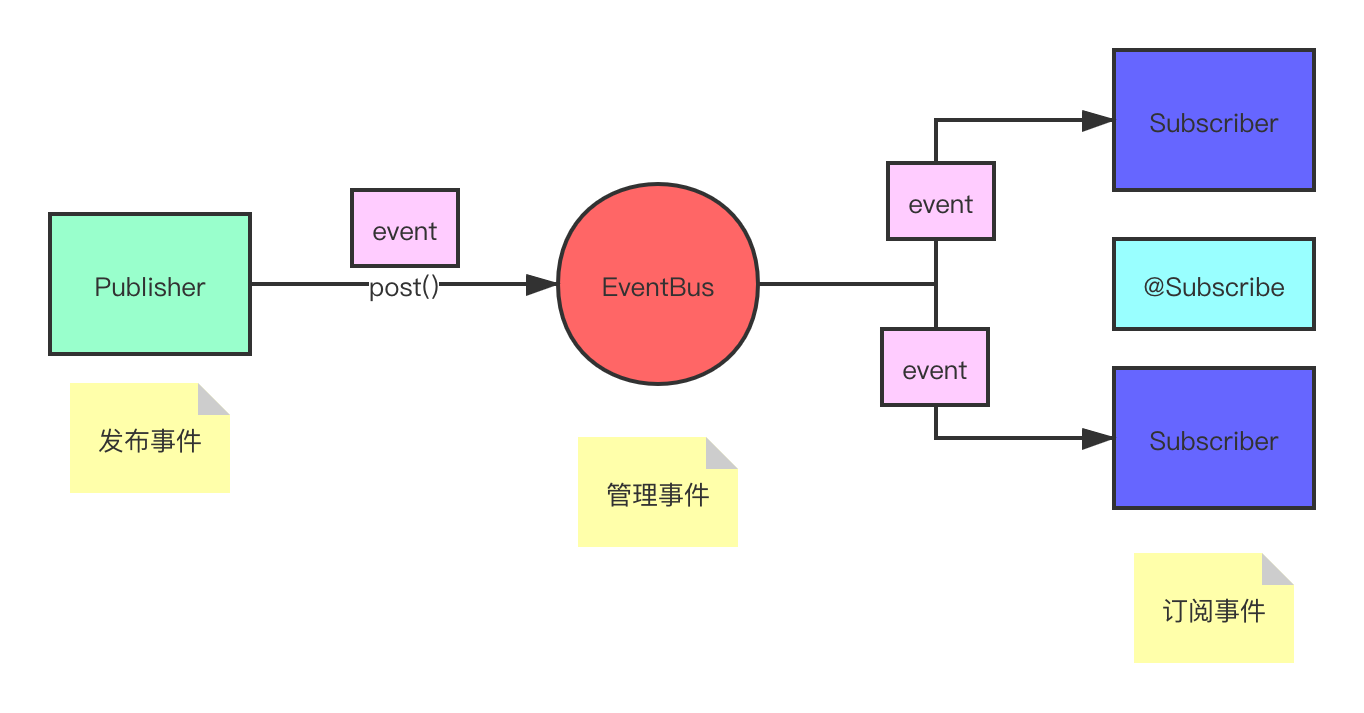 Publisher
发布事件
event
post()
EventBus
管理事件
event
event
Subscriber
@Subscribe
Subscriber
订阅事件